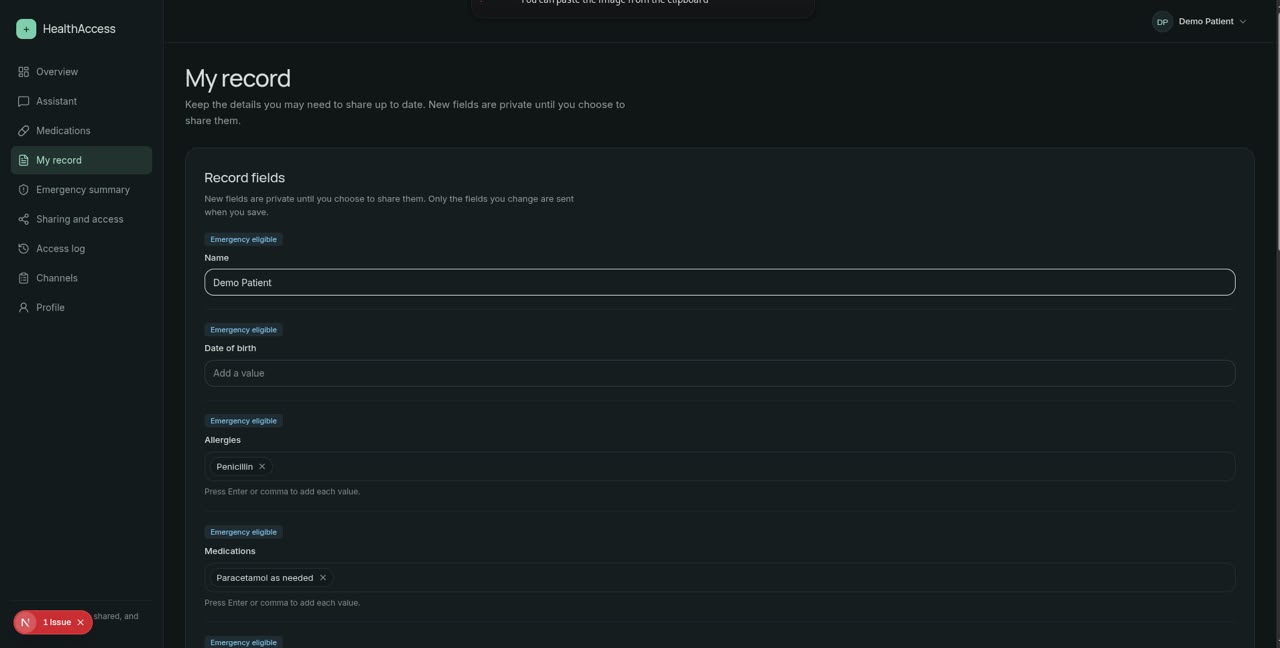 You can paste the image from the clipboard
HealthAccess
DP
Demo Patient
Overview
Assistant
Medications
My record
Emergency summary
Sharing and access
Access log
Channels
Profile
My record
Keep the details you may need to share up to date. New fields are private until you choose to
share them.
Record fields
New fields are private until you choose to share them. Only the fields you change are sent
when you save.
Emergency eligible
Name
Demo Patient
Emergency eligible
Date of birth
Add a value
Emergency eligible
Allergies
Penicillin
Press Enter or comma to add each value.
Emergency eligible
Medications
Paracetamol as needed
Press Enter or comma to add each value.
Emergency eligible
shared, and
N
1 Issue